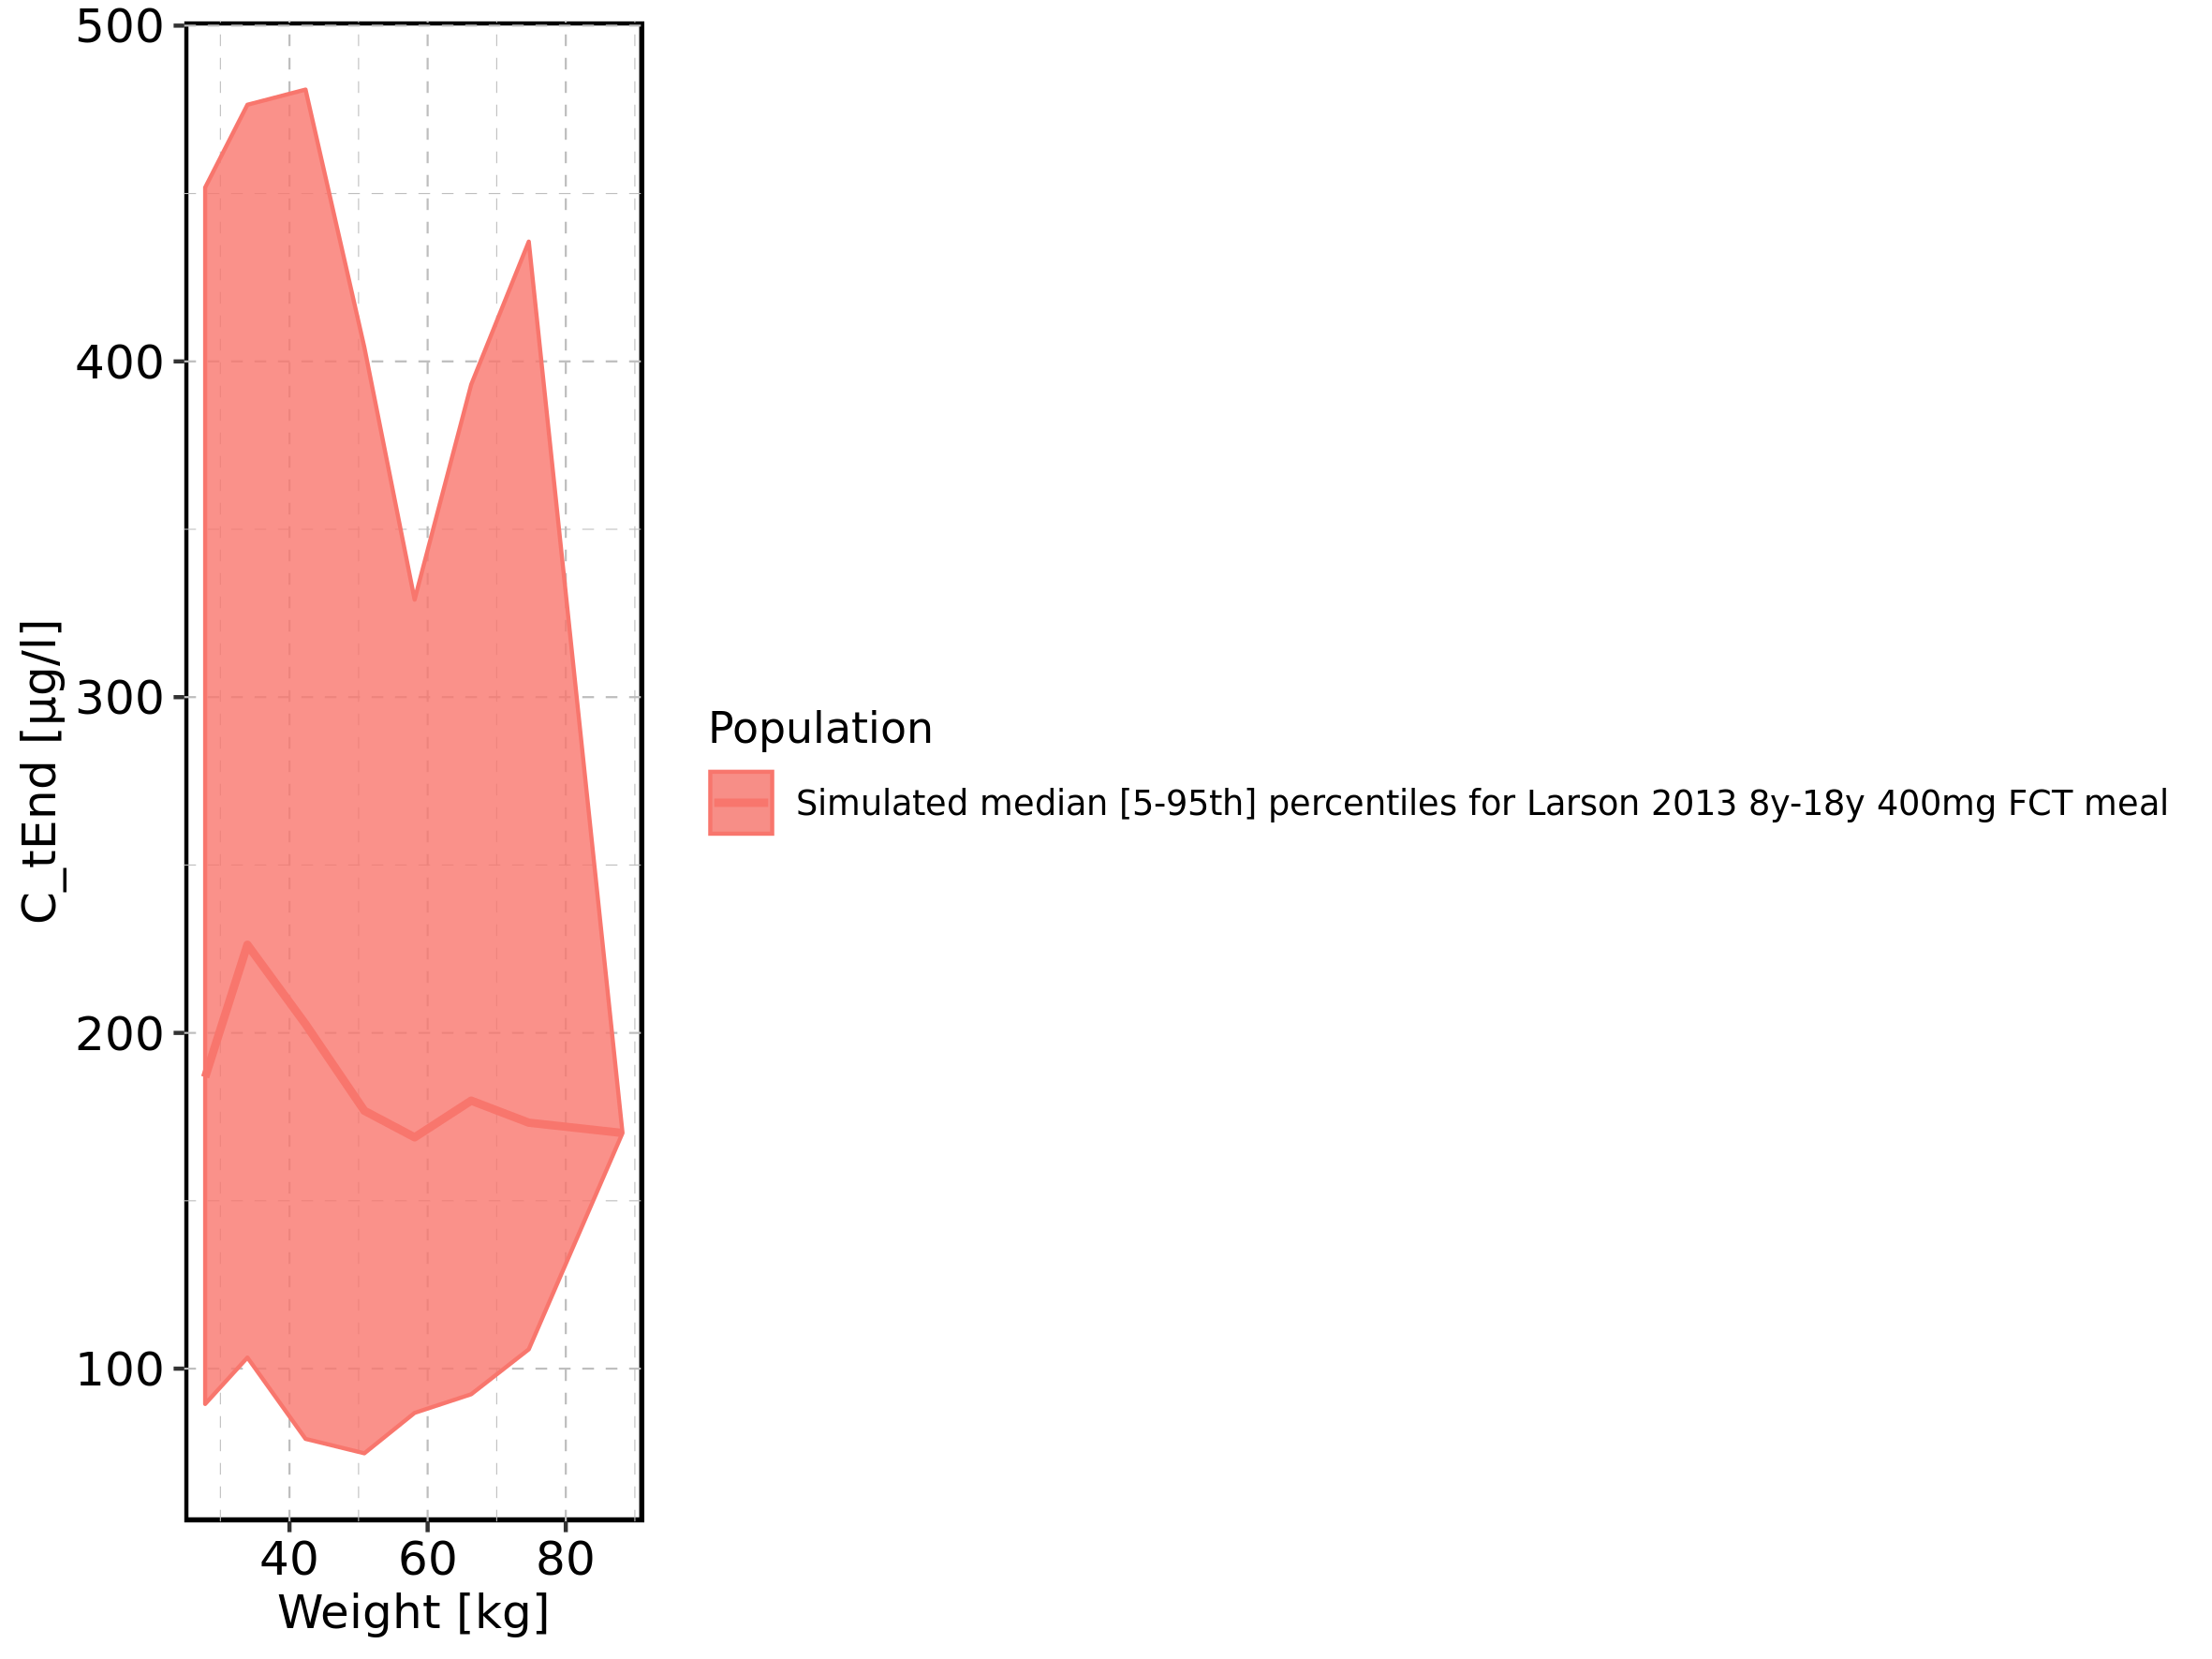 500
400
300
200
100
C_tEnd [µg/l]
40 60 80
Weight [kg]
Population
Simulated median [5-95th] percentiles for Larson 2013 8y-18y 400mg FCT meal